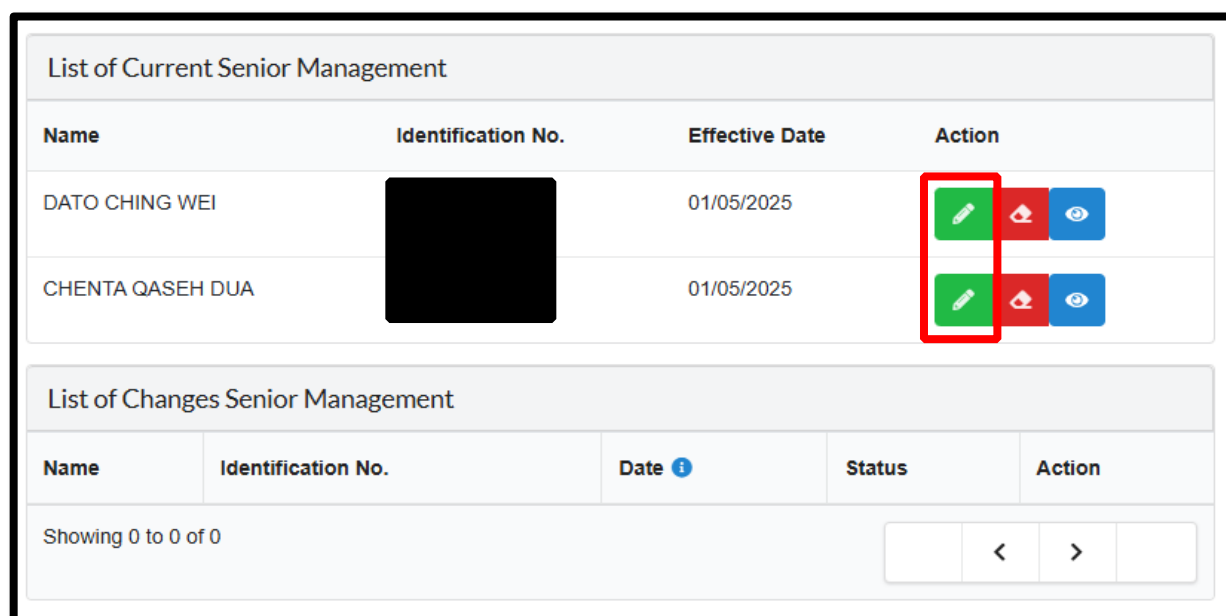 List of Current Senior Management
Name Identification No. Effective Date Action
DATO CHING WEI 01/05/2025
CHENTA QASEH DUA 01/05/2025
List of Changes Senior Management
Name Identification No. Date Status Action
Showing 0 to 0 of 0